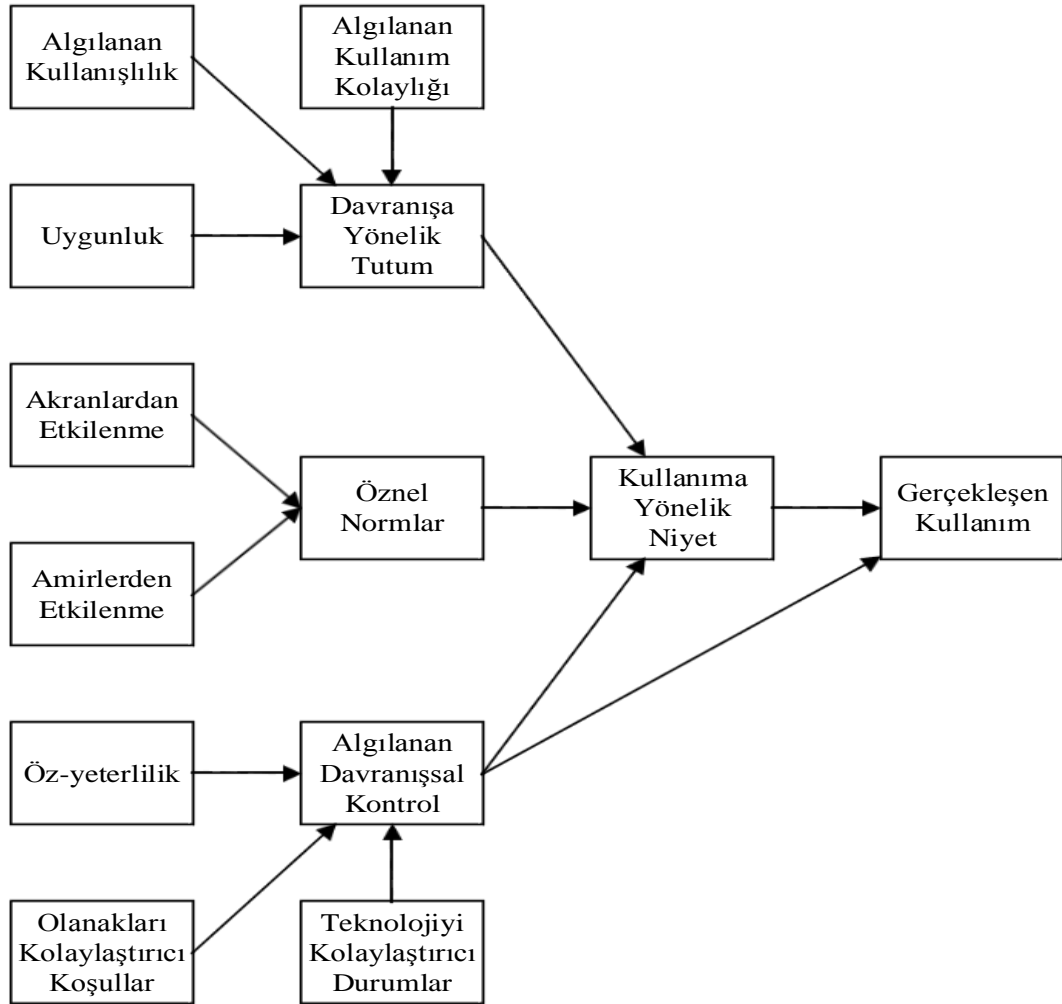 Algılanan
Kullanışlılık
Algılanan
Kullanım
Kolaylığı
Uygunluk
Davranışa
Yönelik
Tutum
Akranlardan
Etkilenme
Öznel
Normlar
Kullanıma
Yönelik
Niyet
Gerçekleşen
Kullanım
Amirlerden
Etkilenme
Öz-yeterlilik
Algılanan
Davranışsal
Kontrol
Olanakları
Kolaylaştırıcı
Koşullar
Teknolojiyi
Kolaylaştırıcı
Durumlar